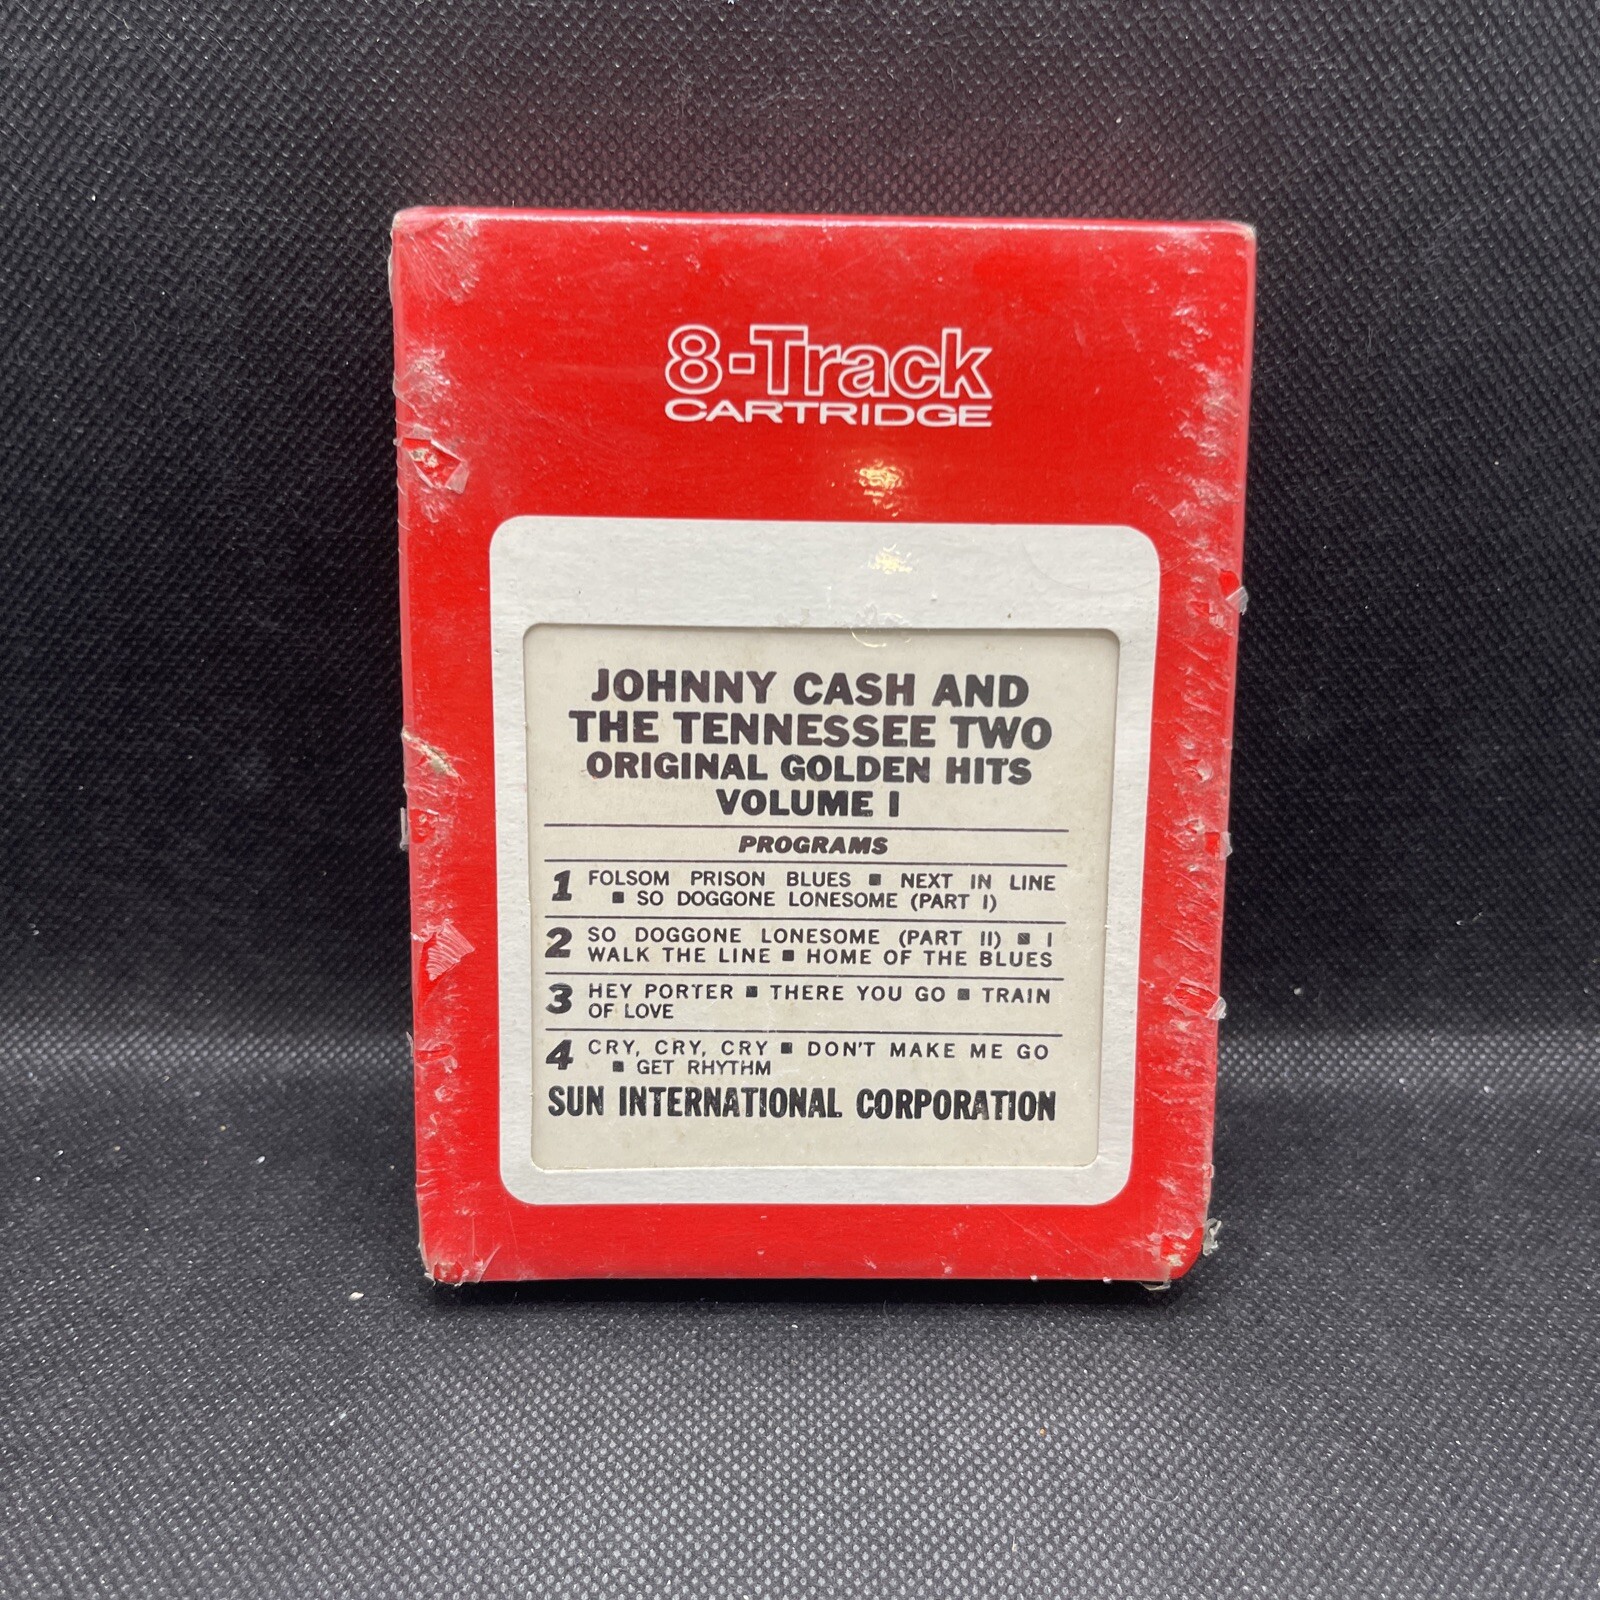 8-Track
CARTRIDGE
JOHNNY CASH AND
THE TENNESSEE TWO
ORIGINAL GOLDEN HITS
VOLUME I
PROGRAMS
1 FOLSOM PRISON BLUES ■ NEXT IN LINE
■ SO DOGGONE LONESOME (PART I)
2 SO DOGGONE LONESOME (PART II) ■ I
WALK THE LINE ■ HOME OF THE BLUES
3 HEY PORTER ■ THERE YOU GO ■ TRAIN
OF LOVE
4 CRY, CRY, CRY ■ DON'T MAKE ME GO
■ GET RHYTHM
SUN INTERNATIONAL CORPORATION